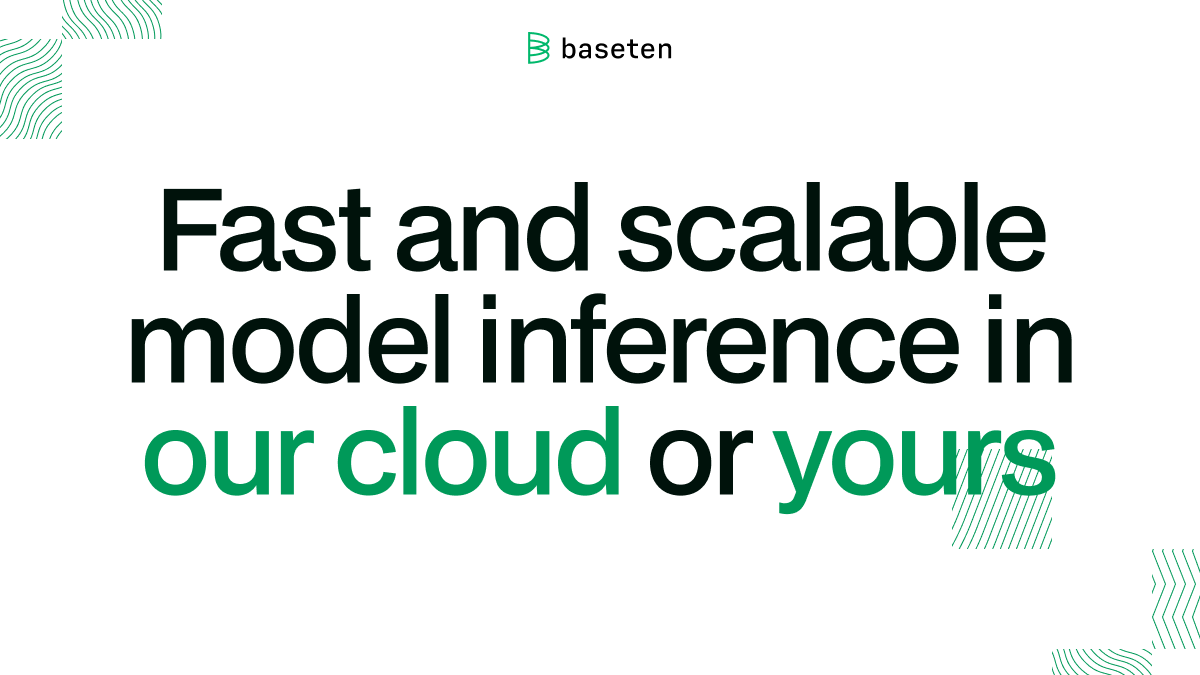 baseten
Fast and scalable
model inference in
our cloud or yours